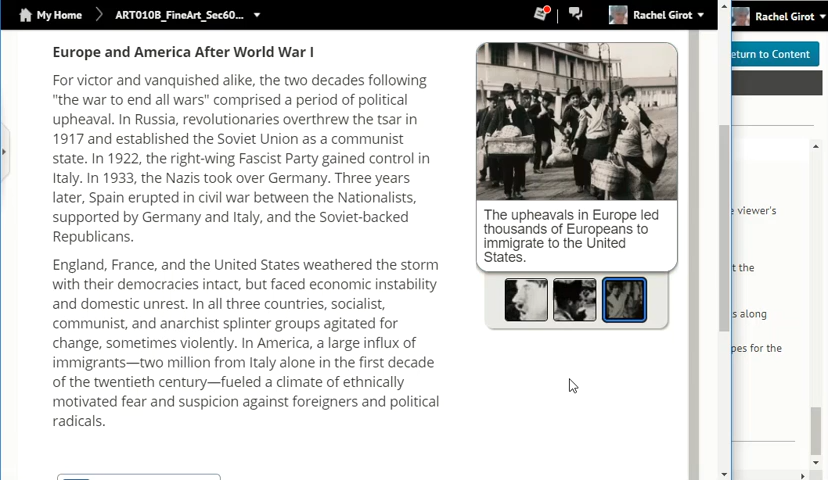 My Home
ART010B_FineArt_Sec60...
Rachel Girot
Rachel Girot
eturn to Content
Europe and America After World War I
For victor and vanquished alike, the two decades following
"the war to end all wars" comprised a period of political
upheaval. In Russia, revolutionaries overthrew the tsar in
1917 and established the Soviet Union as a communist
state. In 1922, the right-wing Fascist Party gained control in
Italy. In 1933, the Nazis took over Germany. Three years
later, Spain erupted in civil war between the Nationalists,
supported by Germany and Italy, and the Soviet-backed
Republicans.
England, France, and the United States weathered the storm
with their democracies intact, but faced economic instability
and domestic unrest. In all three countries, socialist,
communist, and anarchist splinter groups agitated for
change, sometimes violently. In America, a large influx of
immigrants—two million from Italy alone in the first decade
of the twentieth century—fueled a climate of ethnically
motivated fear and suspicion against foreigners and political
radicals.
The upheavals in Europe led
thousands of Europeans to
immigrate to the United
States.
e viewer's
t the
s along
pes for the